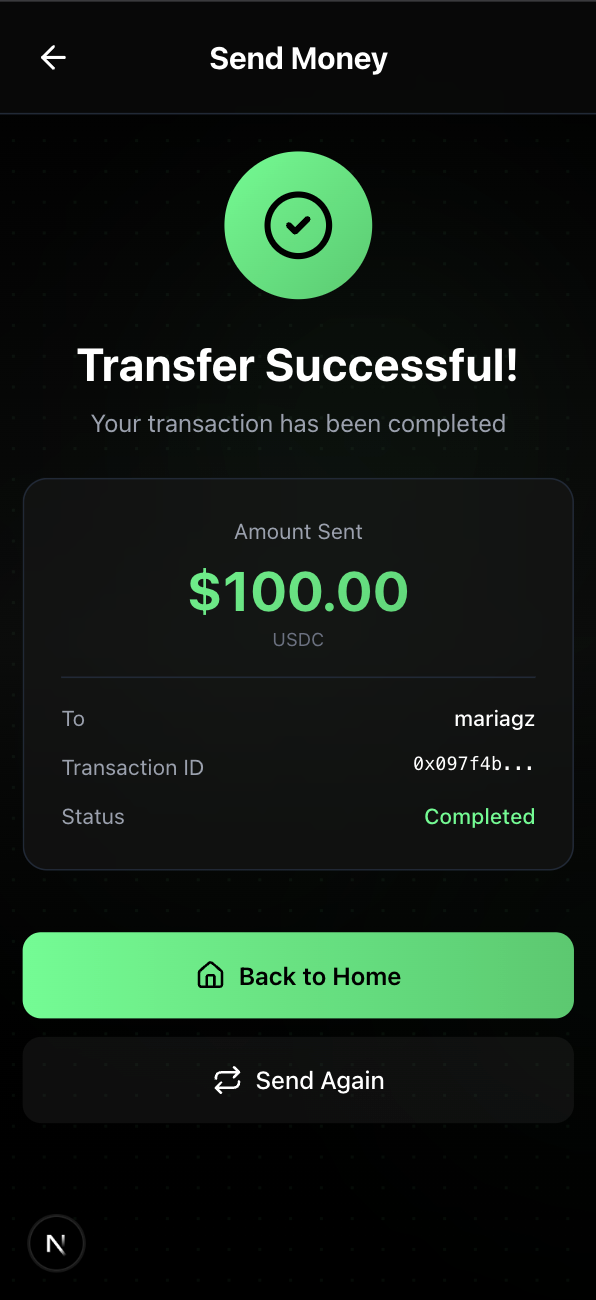 Send Money
Transfer Successful!
Your transaction has been completed
Amount Sent
$100.00
USDC
To mariagz
Transaction ID 0x097f4b...
Status Completed
Back to Home
Send Again
N